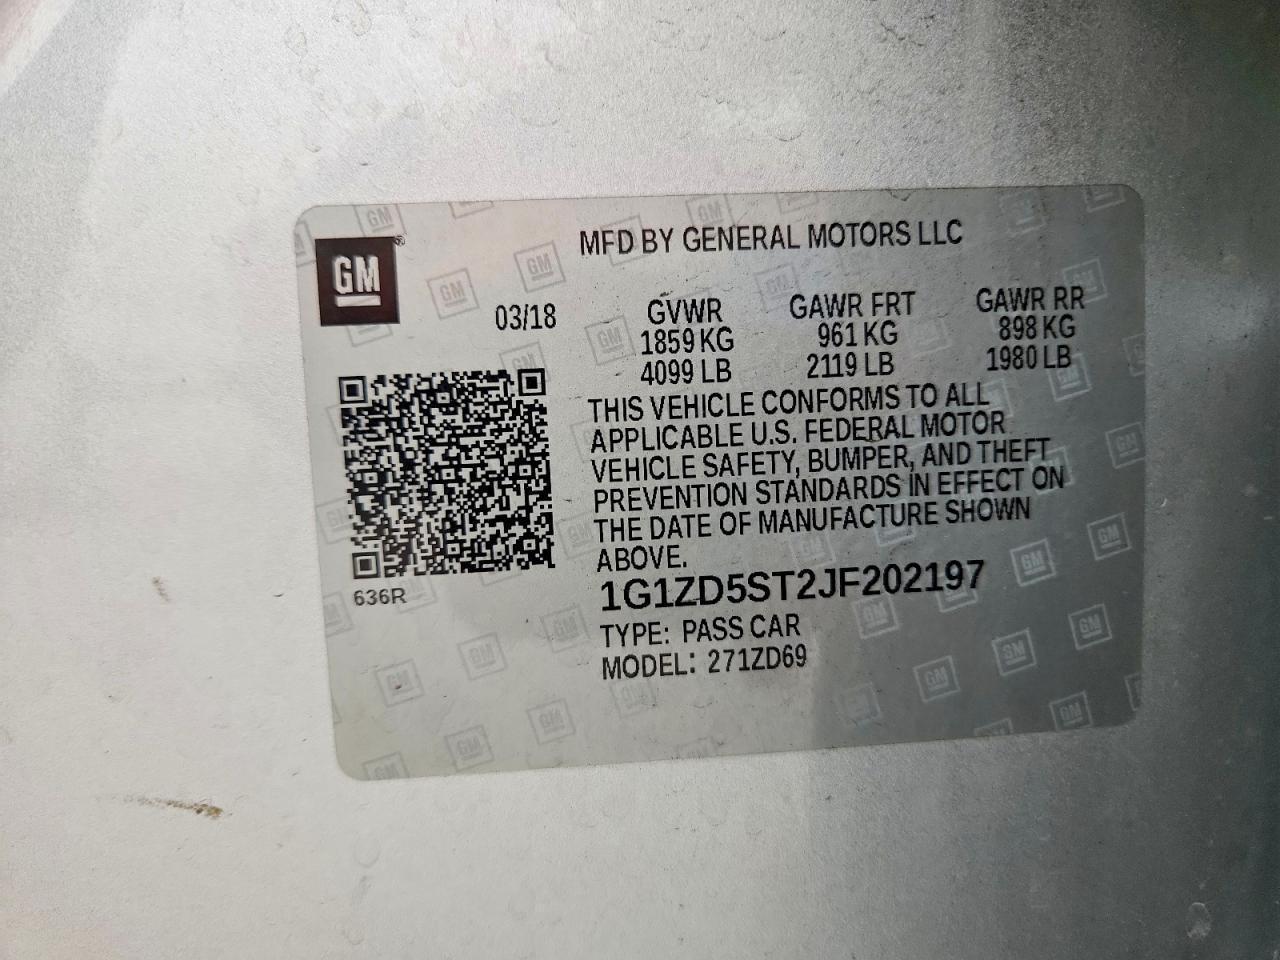 GM
MFD BY GENERAL MOTORS LLC
03/18
GVWR GAWR FRT GAWR RR
1859 KG 961 KG 898 KG
4099 LB 2119 LB 1980 LB
THIS VEHICLE CONFORMS TO ALL
APPLICABLE U.S. FEDERAL MOTOR
VEHICLE SAFETY, BUMPER, AND THEFT
PREVENTION STANDARDS IN EFFECT ON
THE DATE OF MANUFACTURE SHOWN
ABOVE.
1G1ZD5ST2JF202197
TYPE: PASS CAR
MODEL: 271ZD69
636R